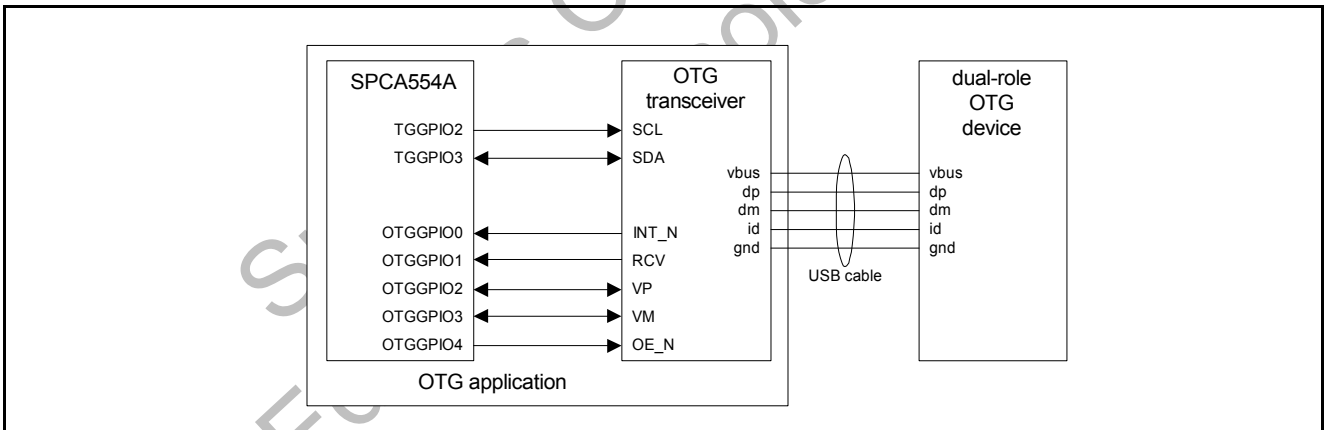 SPCA554A
OTG
transceiver
dual-role
OTG
device
TGGPIO2
SCL
TGGPIO3
SDA
vbus
vbus
dp
dp
dm
dm
OTGGPIO0
INT_N
id
id
gnd
gnd
OTGGPIO1
RCV
USB cable
OTGGPIO2
VP
OTGGPIO3
VM
OTGGPIO4
OE_N
OTG application